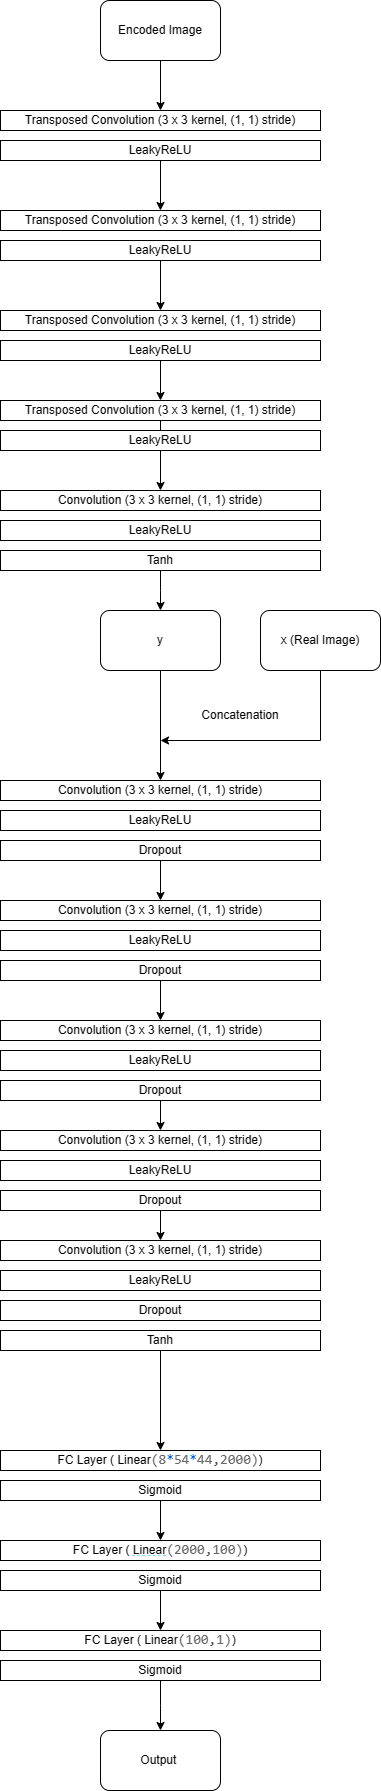 Encoded Image
Transposed Convolution (3 x 3 kernel, (1, 1) stride)
LeakyReLU
Transposed Convolution (3 x 3 kernel, (1, 1) stride)
LeakyReLU
Transposed Convolution (3 x 3 kernel, (1, 1) stride)
LeakyReLU
Transposed Convolution (3 x 3 kernel, (1, 1) stride)
LeakyReLU
Convolution (3 x 3 kernel, (1, 1) stride)
LeakyReLU
Tanh
y
x (Real Image)
Concatenation
Convolution (3 x 3 kernel, (1, 1) stride)
LeakyReLU
Dropout
Convolution (3 x 3 kernel, (1, 1) stride)
LeakyReLU
Dropout
Convolution (3 x 3 kernel, (1, 1) stride)
LeakyReLU
Dropout
Convolution (3 x 3 kernel, (1, 1) stride)
LeakyReLU
Dropout
Convolution (3 x 3 kernel, (1, 1) stride)
LeakyReLU
Dropout
Tanh
FC Layer ( Linear(8*54*44,2000))
Sigmoid
FC Layer ( Linear(2000,100))
Sigmoid
FC Layer ( Linear(100,1))
Sigmoid
Output